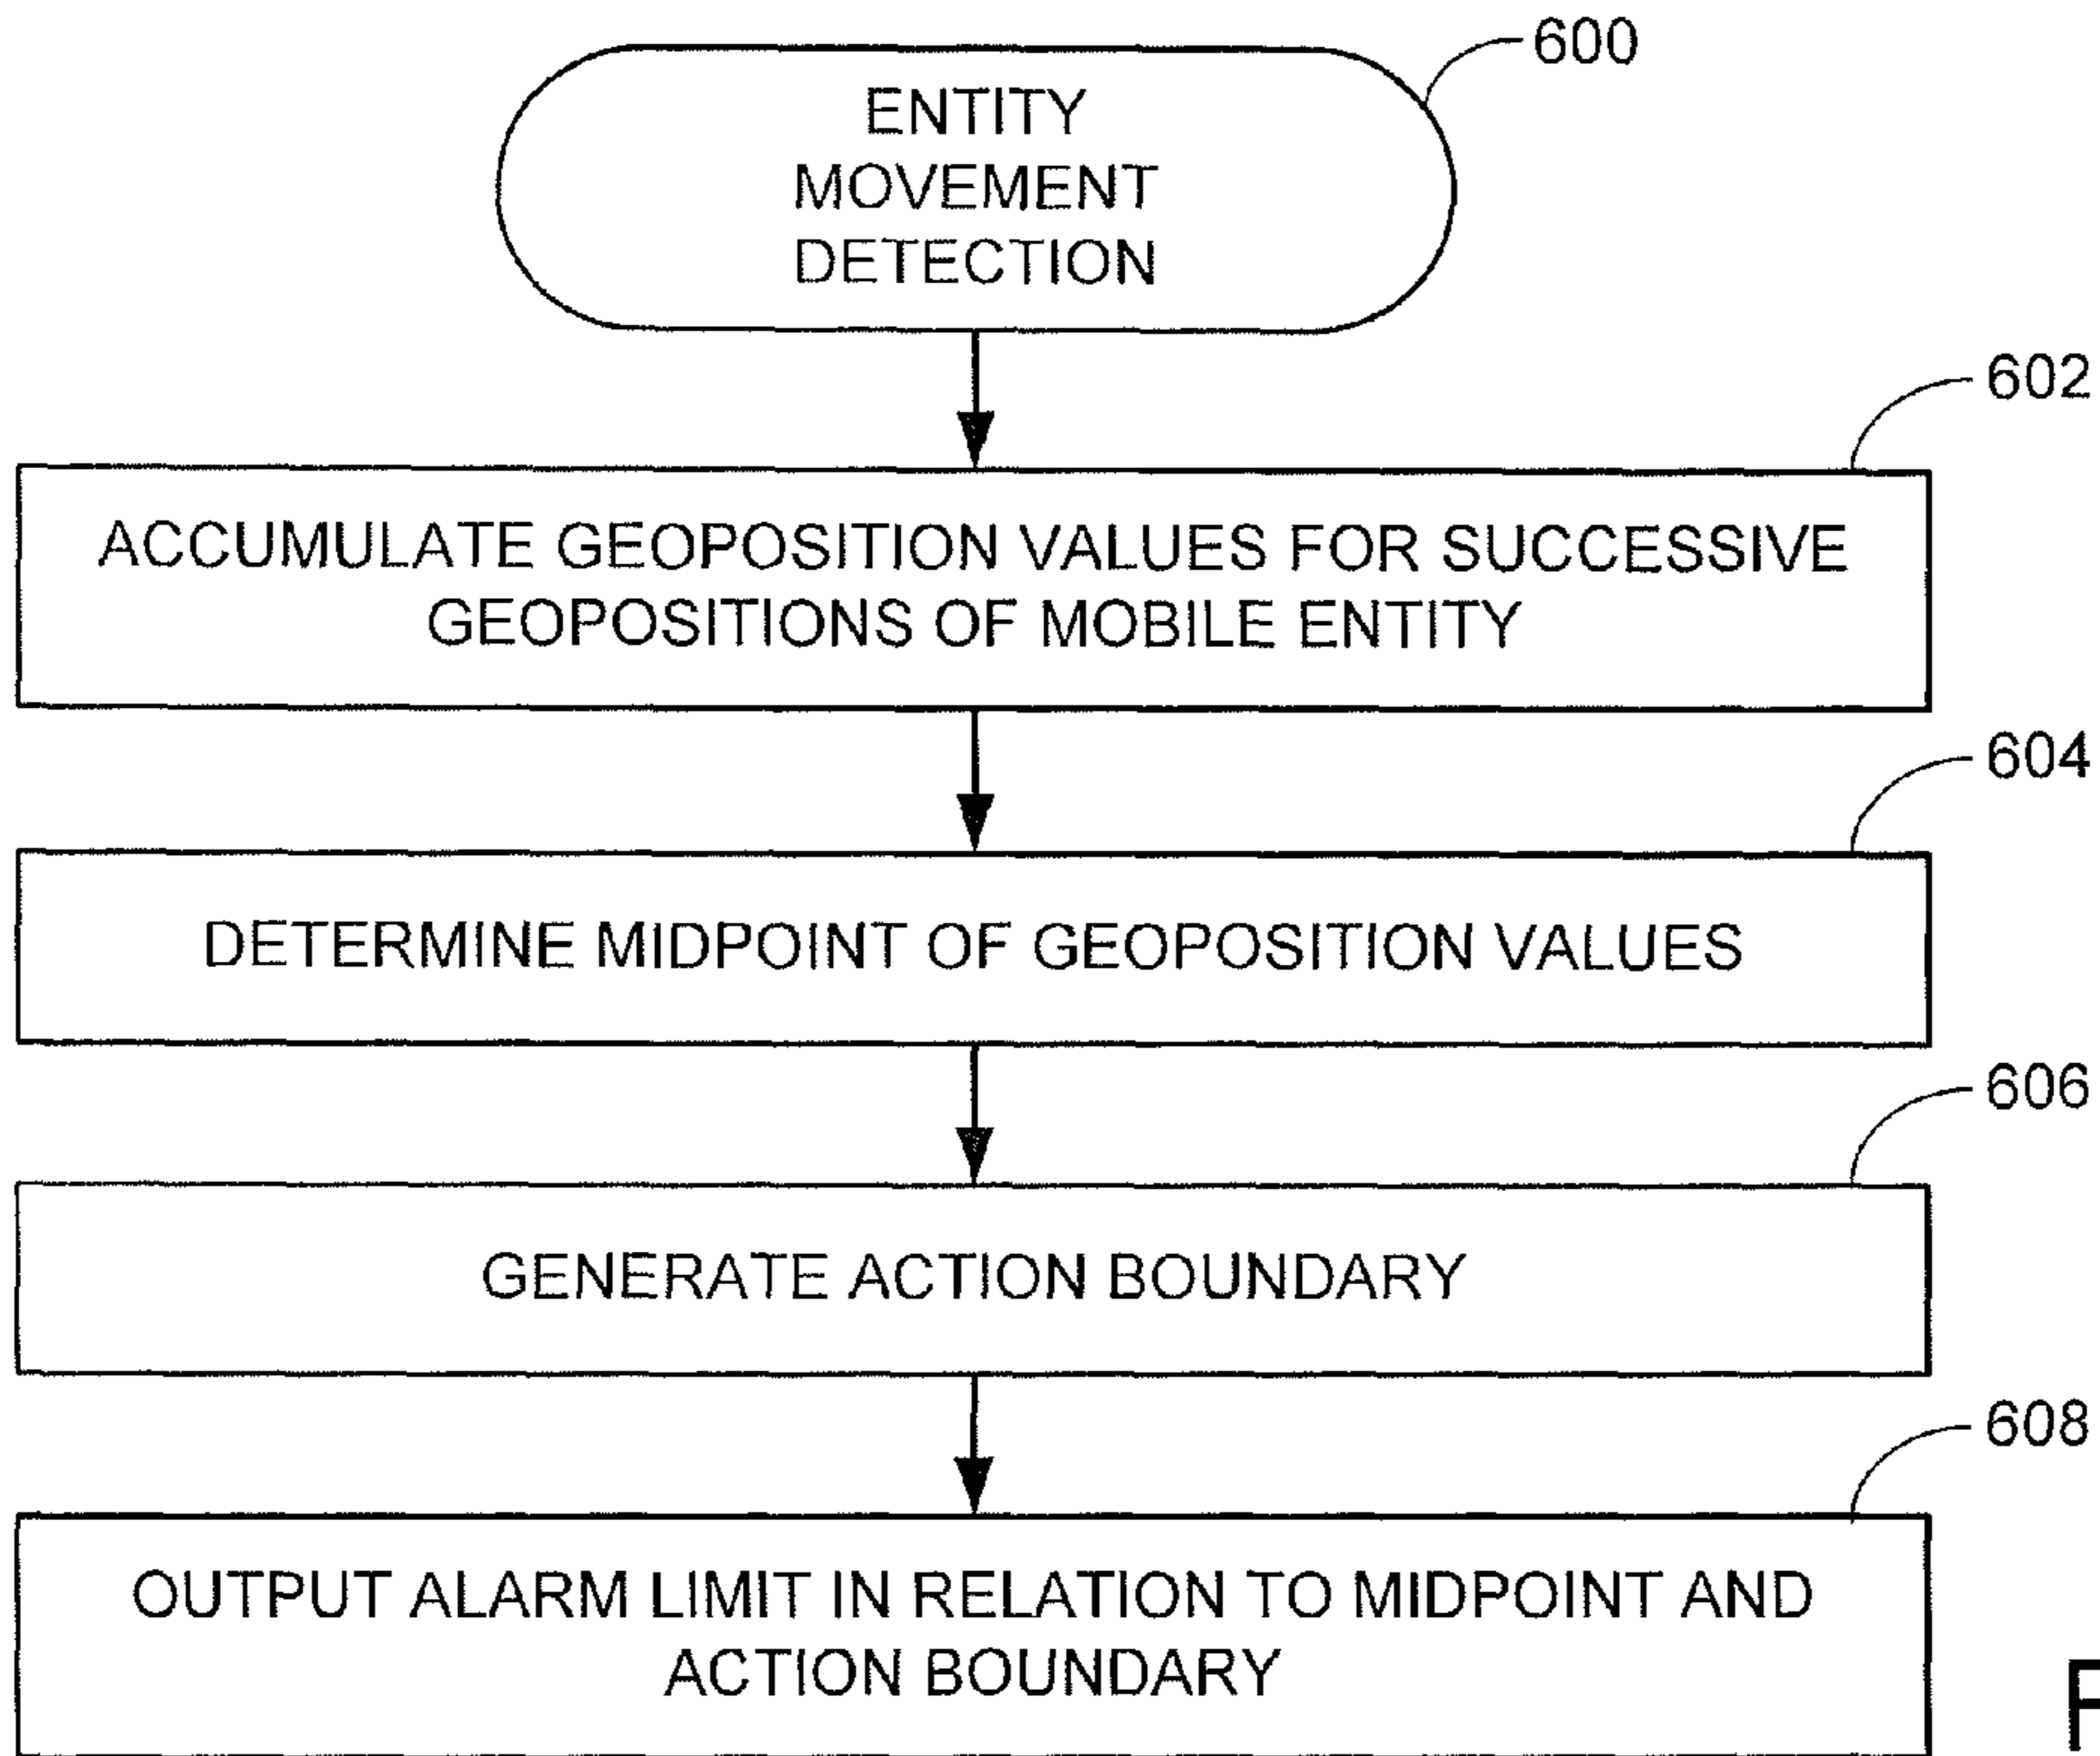 600
ENTITY
MOVEMENT
DETECTION
602
ACCUMULATE GEOPOSITION VALUES FOR SUCCESSIVE
GEOPOSITIONS OF MOBILE ENTITY
604
DETERMINE MIDPOINT OF GEOPOSITION VALUES
606
GENERATE ACTION BOUNDARY
608
OUTPUT ALARM LIMIT IN RELATION TO MIDPOINT AND
ACTION BOUNDARY